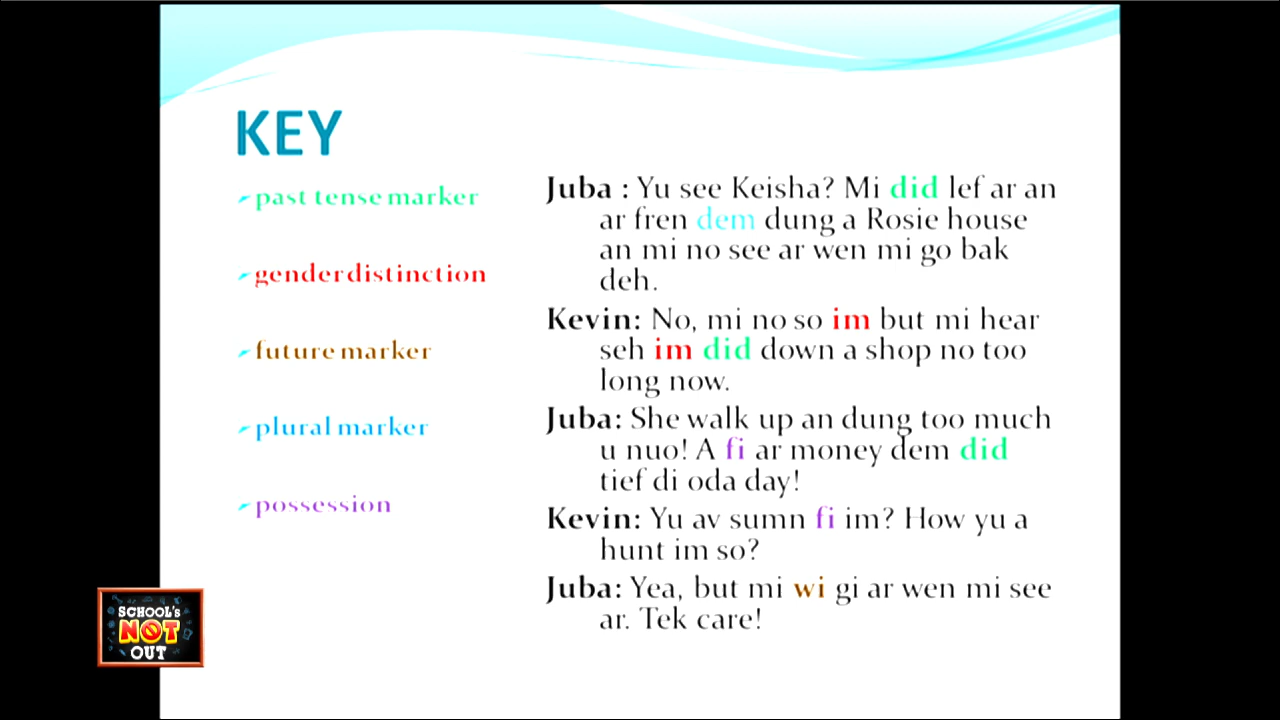 KEY
past tense marker
gender distinction
future marker
plural marker
possession
Juba : Yu see Keisha? Mi did lef ar an
ar fren dem dung a Rosie house
an mi no see ar wen mi go bak
deh.
Kevin: No, mi no so im but mi hear
seh im did down a shop no too
long now.
Juba: She walk up an dung too much
u nuo! A fi ar money dem did
tief di oda day!
Kevin: Yu av sumn fi im? How yu a
hunt im so?
Juba: Yea, but mi wi gi ar wen mi see
ar. Tek care!
SCHOOL's
NOT
OUT